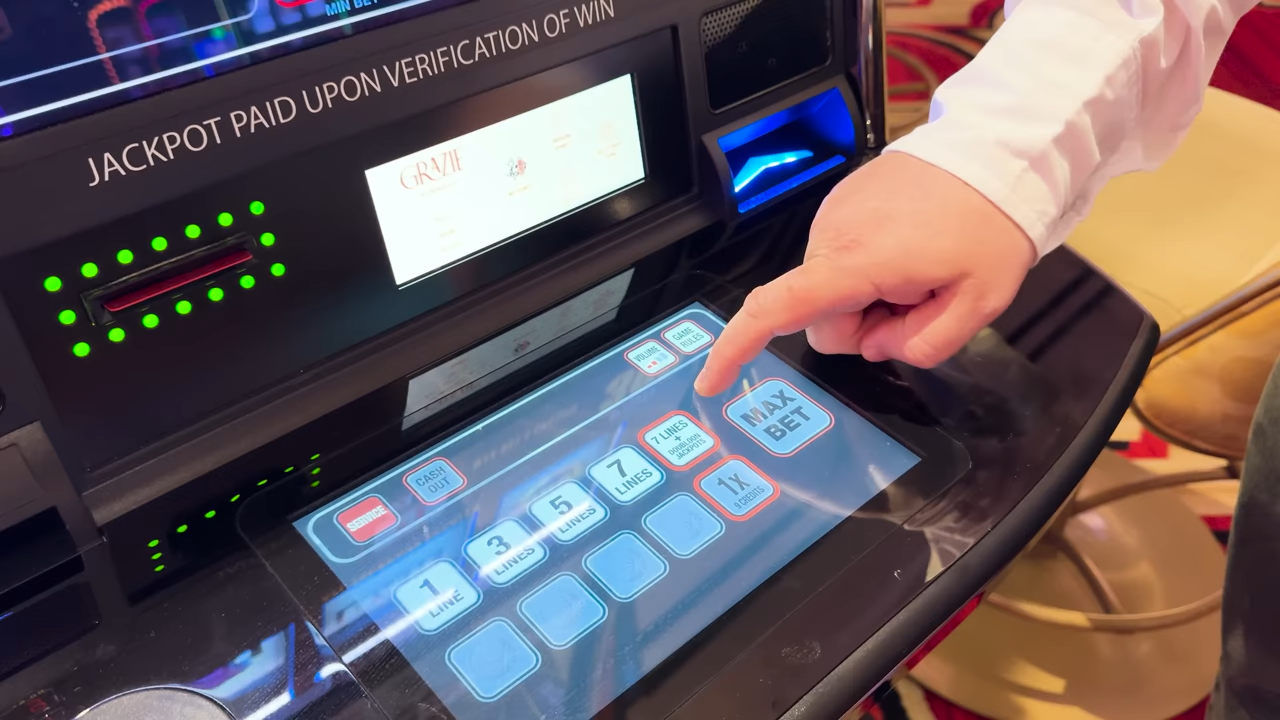 MIN BET
JACKPOT PAID UPON VERIFICATION OF WIN
GRAZIE
VOLUME
GAME
RULES
CASH
OUT
SERVICE
1
LINE
3
LINES
5
LINES
7
LINES
7 LINES
+
DOUBLOON
JACKPOTS
MAX
BET
1X
9 CREDITS